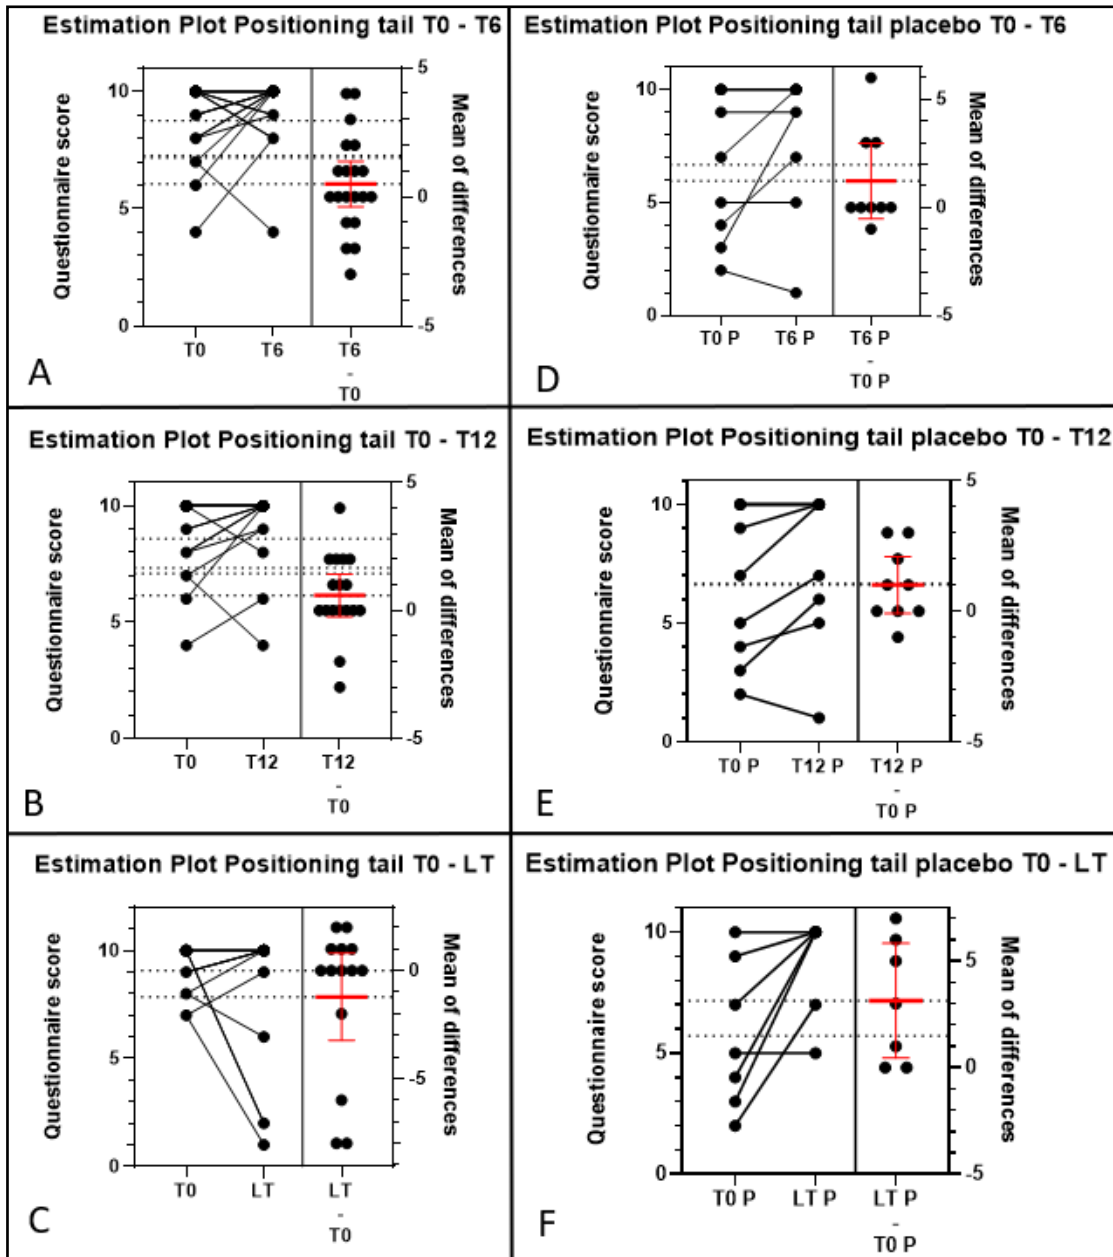 Estimation Plot Positioning tail T0 - T6
Questionnaire score
10
5
0
5
0
-5
Mean of differences
T0
T6
T6
-
T0
A
Estimation Plot Positioning tail placebo T0 - T6
Questionnaire score
10
5
0
5
0
-5
Mean of differences
T0 P
T6 P
T6 P
-
T0 P
D
Estimation Plot Positioning tail T0 - T12
Questionnaire score
10
5
0
5
0
-5
Mean of differences
T0
T12
T12
-
T0
B
Estimation Plot Positioning tail placebo T0 - T12
Questionnaire score
10
5
0
5
0
-5
Mean of differences
T0 P
T12 P
T12 P
-
T0 P
E
Estimation Plot Positioning tail T0 - LT
Questionnaire score
10
5
0
0
-5
Mean of differences
T0
LT
LT
-
T0
C
Estimation Plot Positioning tail placebo T0 - LT
Questionnaire score
10
5
0
5
0
-5
Mean of differences
T0 P
LT P
LT P
-
T0 P
F